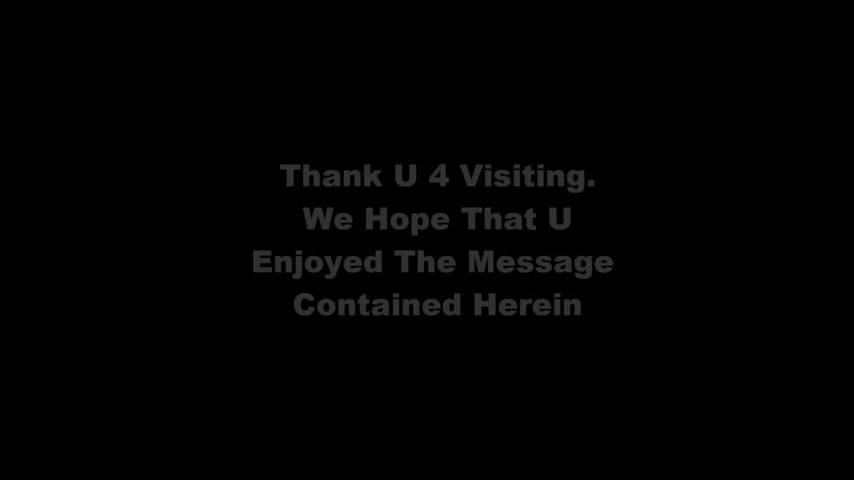 Thank U 4 Visiting.
We Hope That U
Enjoyed The Message
Contained Herein